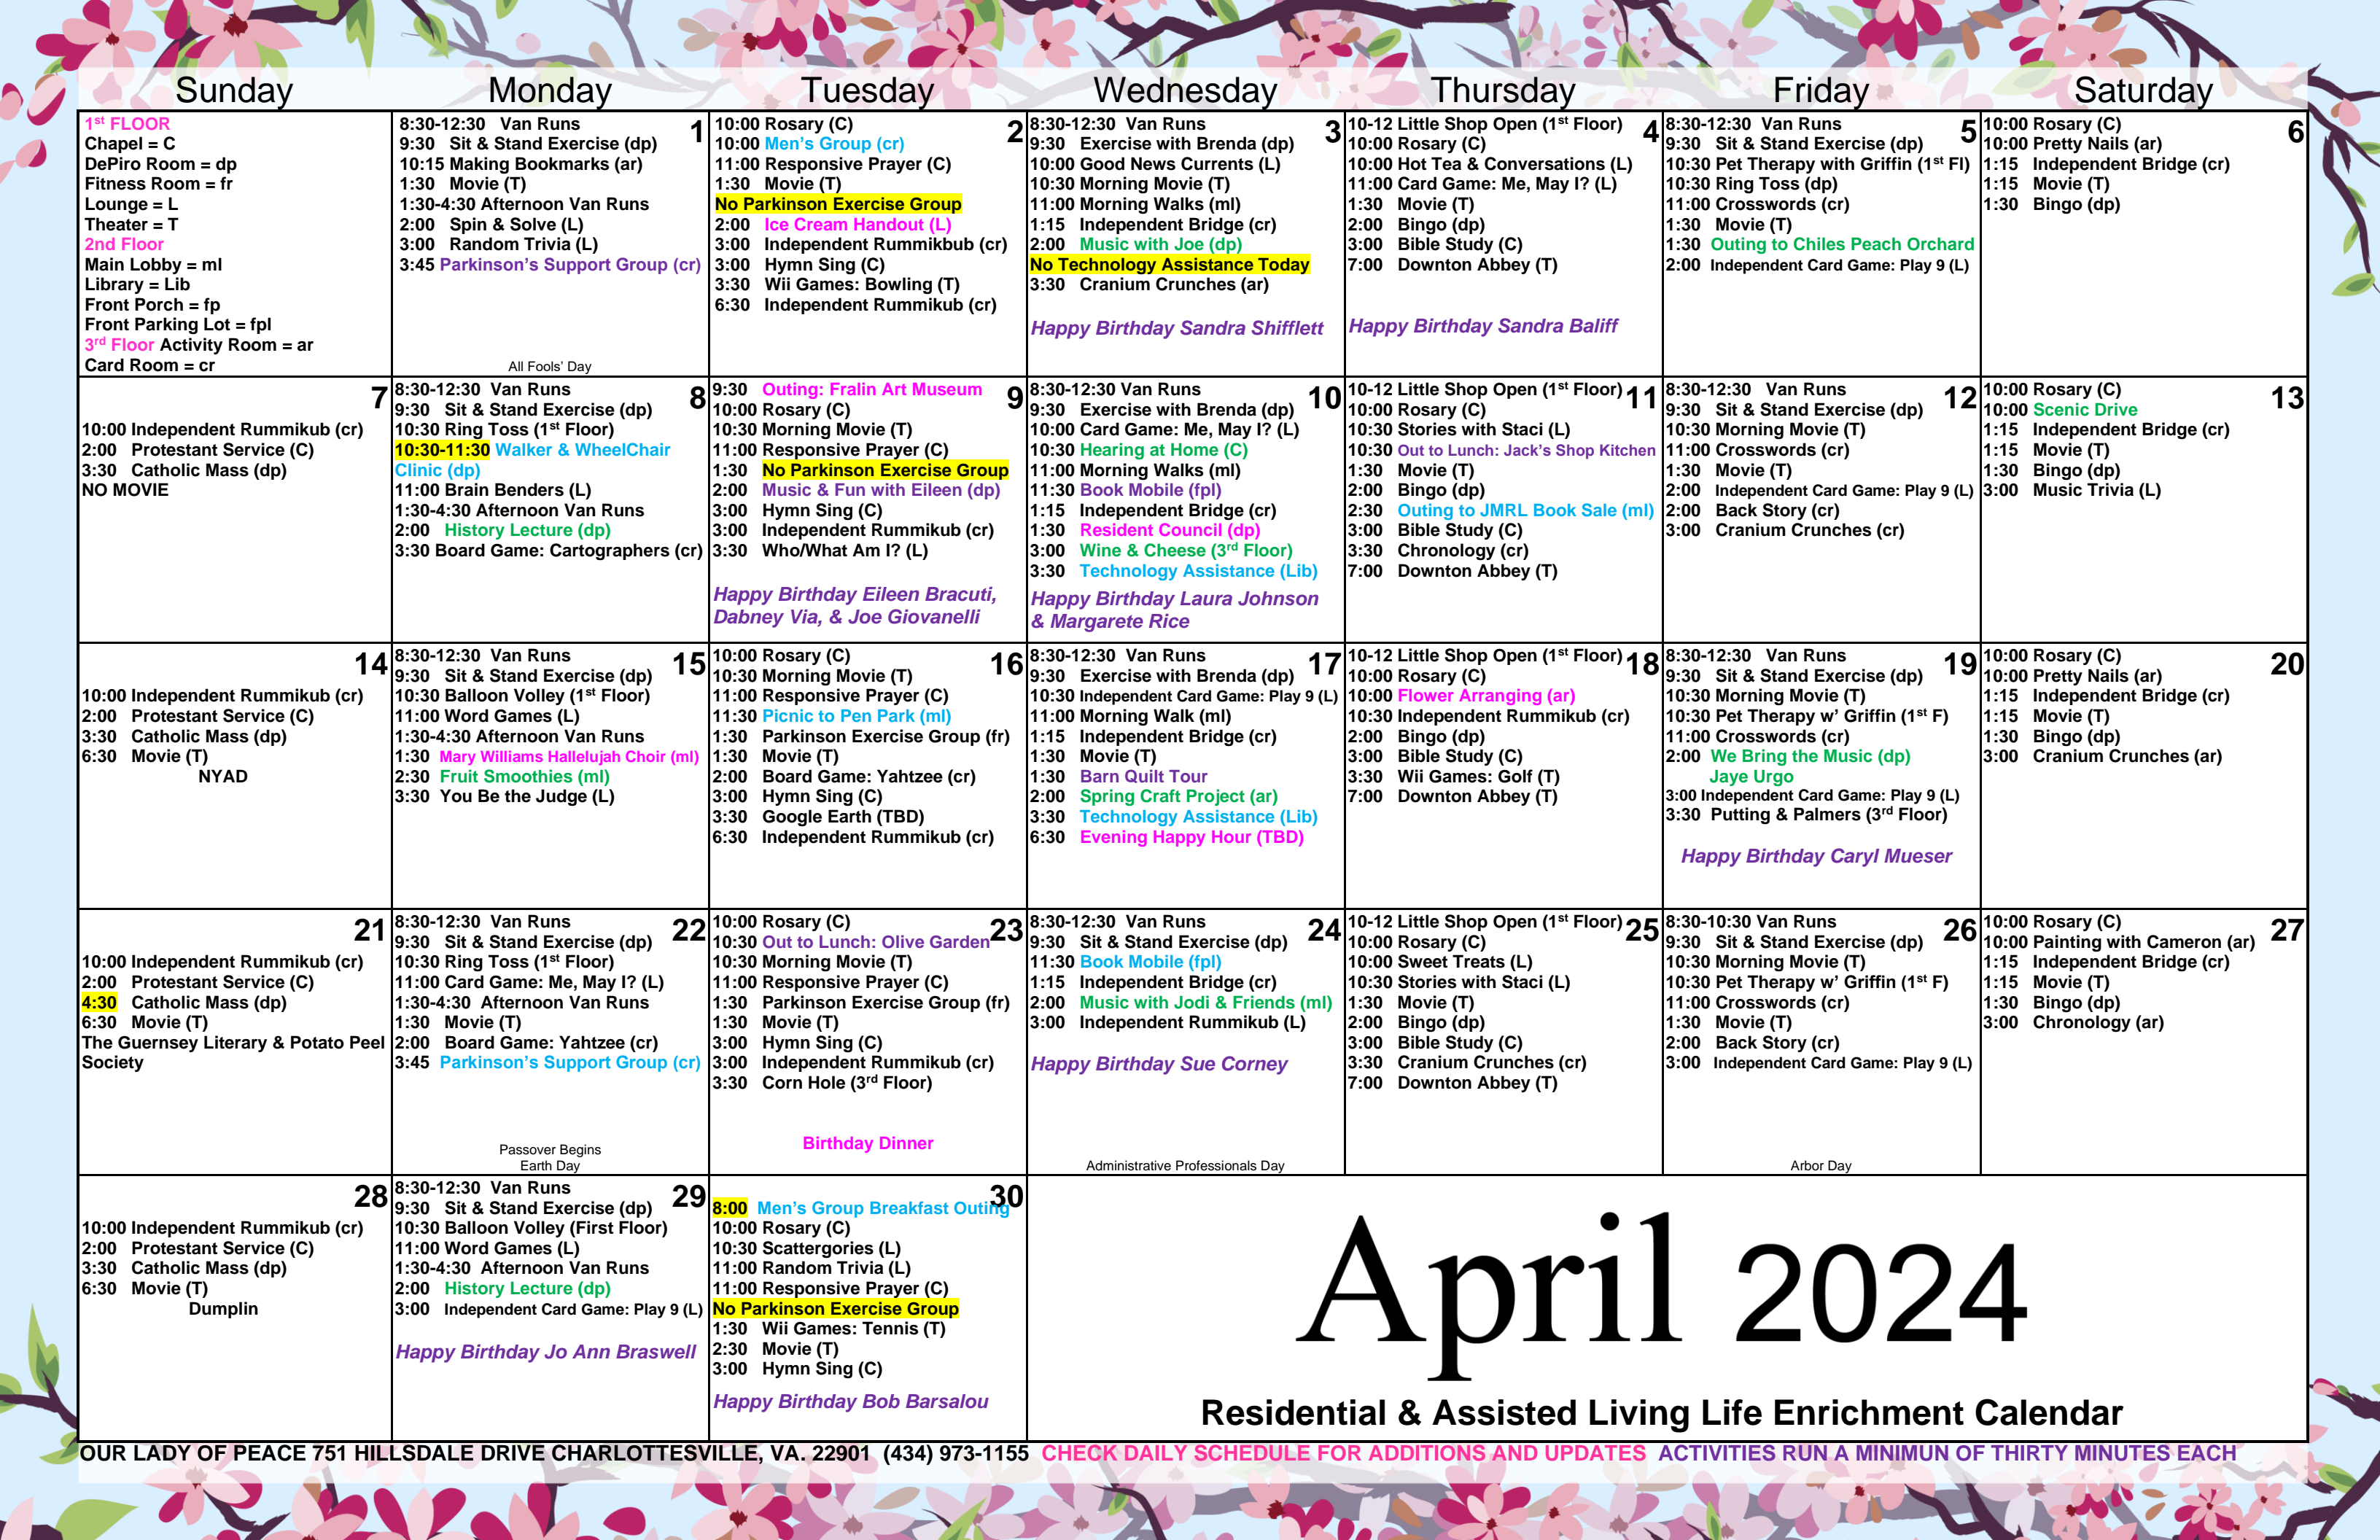 Sunday Monday Tuesday Wednesday Thursday Friday Saturday
1st FLOOR
Chapel = C
DePiro Room = dp
Fitness Room = fr
Lounge = L
Theater = T
2nd Floor
Main Lobby = ml
Library = Lib
Front Porch = fp
Front Parking Lot = fpl
3rd Floor Activity Room = ar
Card Room = cr
1
8:30-12:30 Van Runs
9:30 Sit & Stand Exercise (dp)
10:15 Making Bookmarks (ar)
1:30 Movie (T)
1:30-4:30 Afternoon Van Runs
2:00 Spin & Solve (L)
3:00 Random Trivia (L)
3:45 Parkinson's Support Group (cr)
All Fools' Day
2
10:00 Rosary (C)
10:00 Men's Group (cr)
11:00 Responsive Prayer (C)
1:30 Movie (T)
No Parkinson Exercise Group
2:00 Ice Cream Handout (L)
3:00 Independent Rummikbub (cr)
3:00 Hymn Sing (C)
3:30 Wii Games: Bowling (T)
6:30 Independent Rummikub (cr)
3
8:30-12:30 Van Runs
9:30 Exercise with Brenda (dp)
10:00 Good News Currents (L)
10:30 Morning Movie (T)
11:00 Morning Walks (ml)
1:15 Independent Bridge (cr)
2:00 Music with Joe (dp)
No Technology Assistance Today
3:30 Cranium Crunches (ar)
Happy Birthday Sandra Shifflett
4
10-12 Little Shop Open (1st Floor)
10:00 Rosary (C)
10:00 Hot Tea & Conversations (L)
11:00 Card Game: Me, May I? (L)
1:30 Movie (T)
2:00 Bingo (dp)
3:00 Bible Study (C)
7:00 Downton Abbey (T)
Happy Birthday Sandra Baliff
5
8:30-12:30 Van Runs
9:30 Sit & Stand Exercise (dp)
10:30 Pet Therapy with Griffin (1st Fl)
10:30 Ring Toss (dp)
11:00 Crosswords (cr)
1:30 Movie (T)
1:30 Outing to Chiles Peach Orchard
2:00 Independent Card Game: Play 9 (L)
6
10:00 Rosary (C)
10:00 Pretty Nails (ar)
1:15 Independent Bridge (cr)
1:15 Movie (T)
1:30 Bingo (dp)
7
10:00 Independent Rummikub (cr)
2:00 Protestant Service (C)
3:30 Catholic Mass (dp)
NO MOVIE
8
8:30-12:30 Van Runs
9:30 Sit & Stand Exercise (dp)
10:30 Ring Toss (1st Floor)
10:30-11:30 Walker & WheelChair
Clinic (dp)
11:00 Brain Benders (L)
1:30-4:30 Afternoon Van Runs
2:00 History Lecture (dp)
3:30 Board Game: Cartographers (cr)
9
9:30 Outing: Fralin Art Museum
10:00 Rosary (C)
10:30 Morning Movie (T)
11:00 Responsive Prayer (C)
1:30 No Parkinson Exercise Group
2:00 Music & Fun with Eileen (dp)
3:00 Hymn Sing (C)
3:00 Independent Rummikub (cr)
3:30 Who/What Am I? (L)
Happy Birthday Eileen Bracuti,
Dabney Via, & Joe Giovanelli
10
8:30-12:30 Van Runs
9:30 Exercise with Brenda (dp)
10:00 Card Game: Me, May I? (L)
10:30 Hearing at Home (C)
11:00 Morning Walks (ml)
11:30 Book Mobile (fpl)
1:15 Independent Bridge (cr)
1:30 Resident Council (dp)
3:00 Wine & Cheese (3rd Floor)
3:30 Technology Assistance (Lib)
Happy Birthday Laura Johnson
& Margarete Rice
11
10-12 Little Shop Open (1st Floor)
10:00 Rosary (C)
10:30 Stories with Staci (L)
10:30 Out to Lunch: Jack's Shop Kitchen
1:30 Movie (T)
2:00 Bingo (dp)
2:30 Outing to JMRL Book Sale (ml)
3:00 Bible Study (C)
3:30 Chronology (cr)
7:00 Downton Abbey (T)
12
8:30-12:30 Van Runs
9:30 Sit & Stand Exercise (dp)
10:30 Morning Movie (T)
11:00 Crosswords (cr)
1:30 Movie (T)
2:00 Independent Card Game: Play 9 (L)
2:00 Back Story (cr)
3:00 Cranium Crunches (cr)
13
10:00 Rosary (C)
10:00 Scenic Drive
1:15 Independent Bridge (cr)
1:15 Movie (T)
1:30 Bingo (dp)
3:00 Music Trivia (L)
14
10:00 Independent Rummikub (cr)
2:00 Protestant Service (C)
3:30 Catholic Mass (dp)
6:30 Movie (T)
NYAD
15
8:30-12:30 Van Runs
9:30 Sit & Stand Exercise (dp)
10:30 Balloon Volley (1st Floor)
11:00 Word Games (L)
1:30-4:30 Afternoon Van Runs
1:30 Mary Williams Hallelujah Choir (ml)
2:30 Fruit Smoothies (ml)
3:30 You Be the Judge (L)
16
10:00 Rosary (C)
10:30 Morning Movie (T)
11:00 Responsive Prayer (C)
11:30 Picnic to Pen Park (ml)
1:30 Parkinson Exercise Group (fr)
1:30 Movie (T)
2:00 Board Game: Yahtzee (cr)
3:00 Hymn Sing (C)
3:30 Google Earth (TBD)
6:30 Independent Rummikub (cr)
17
8:30-12:30 Van Runs
9:30 Exercise with Brenda (dp)
10:30 Independent Card Game: Play 9 (L)
11:00 Morning Walk (ml)
1:15 Independent Bridge (cr)
1:30 Movie (T)
1:30 Barn Quilt Tour
2:00 Spring Craft Project (ar)
3:30 Technology Assistance (Lib)
6:30 Evening Happy Hour (TBD)
18
10-12 Little Shop Open (1st Floor)
10:00 Rosary (C)
10:00 Flower Arranging (ar)
10:30 Independent Rummikub (cr)
2:00 Bingo (dp)
3:00 Bible Study (C)
3:30 Wii Games: Golf (T)
7:00 Downton Abbey (T)
19
8:30-12:30 Van Runs
9:30 Sit & Stand Exercise (dp)
10:30 Morning Movie (T)
10:30 Pet Therapy w' Griffin (1st F)
11:00 Crosswords (cr)
2:00 We Bring the Music (dp)
Jaye Urgo
3:00 Independent Card Game: Play 9 (L)
3:30 Putting & Palmers (3rd Floor)
Happy Birthday Caryl Mueser
20
10:00 Rosary (C)
10:00 Pretty Nails (ar)
1:15 Independent Bridge (cr)
1:15 Movie (T)
1:30 Bingo (dp)
3:00 Cranium Crunches (ar)
21
10:00 Independent Rummikub (cr)
2:00 Protestant Service (C)
4:30 Catholic Mass (dp)
6:30 Movie (T)
The Guernsey Literary & Potato Peel
Society
22
8:30-12:30 Van Runs
9:30 Sit & Stand Exercise (dp)
10:30 Ring Toss (1st Floor)
11:00 Card Game: Me, May I? (L)
1:30-4:30 Afternoon Van Runs
1:30 Movie (T)
2:00 Board Game: Yahtzee (cr)
3:45 Parkinson's Support Group (cr)
Passover Begins
Earth Day
23
10:00 Rosary (C)
10:30 Out to Lunch: Olive Garden
10:30 Morning Movie (T)
11:00 Responsive Prayer (C)
1:30 Parkinson Exercise Group (fr)
1:30 Movie (T)
3:00 Hymn Sing (C)
3:00 Independent Rummikub (cr)
3:30 Corn Hole (3rd Floor)
Birthday Dinner
24
8:30-12:30 Van Runs
9:30 Sit & Stand Exercise (dp)
11:30 Book Mobile (fpl)
1:15 Independent Bridge (cr)
2:00 Music with Jodi & Friends (ml)
3:00 Independent Rummikub (L)
Happy Birthday Sue Corney
Administrative Professionals Day
25
10-12 Little Shop Open (1st Floor)
10:00 Rosary (C)
10:00 Sweet Treats (L)
10:30 Stories with Staci (L)
1:30 Movie (T)
2:00 Bingo (dp)
3:00 Bible Study (C)
3:30 Cranium Crunches (cr)
7:00 Downton Abbey (T)
26
8:30-10:30 Van Runs
9:30 Sit & Stand Exercise (dp)
10:30 Morning Movie (T)
10:30 Pet Therapy w' Griffin (1st F)
11:00 Crosswords (cr)
1:30 Movie (T)
2:00 Back Story (cr)
3:00 Independent Card Game: Play 9 (L)
Arbor Day
27
10:00 Rosary (C)
10:00 Painting with Cameron (ar)
1:15 Independent Bridge (cr)
1:15 Movie (T)
1:30 Bingo (dp)
3:00 Chronology (ar)
28
10:00 Independent Rummikub (cr)
2:00 Protestant Service (C)
3:30 Catholic Mass (dp)
6:30 Movie (T)
Dumplin
29
8:30-12:30 Van Runs
9:30 Sit & Stand Exercise (dp)
10:30 Balloon Volley (First Floor)
11:00 Word Games (L)
1:30-4:30 Afternoon Van Runs
2:00 History Lecture (dp)
3:00 Independent Card Game: Play 9 (L)
Happy Birthday Jo Ann Braswell
30
8:00 Men's Group Breakfast Outing
10:00 Rosary (C)
10:30 Scattergories (L)
11:00 Random Trivia (L)
11:00 Responsive Prayer (C)
No Parkinson Exercise Group
1:30 Wii Games: Tennis (T)
2:30 Movie (T)
3:00 Hymn Sing (C)
Happy Birthday Bob Barsalou
April 2024
Residential & Assisted Living Life Enrichment Calendar
OUR LADY OF PEACE 751 HILLSDALE DRIVE CHARLOTTESVILLE, VA. 22901 (434) 973-1155 CHECK DAILY SCHEDULE FOR ADDITIONS AND UPDATES ACTIVITIES RUN A MINIMUN OF THIRTY MINUTES EACH